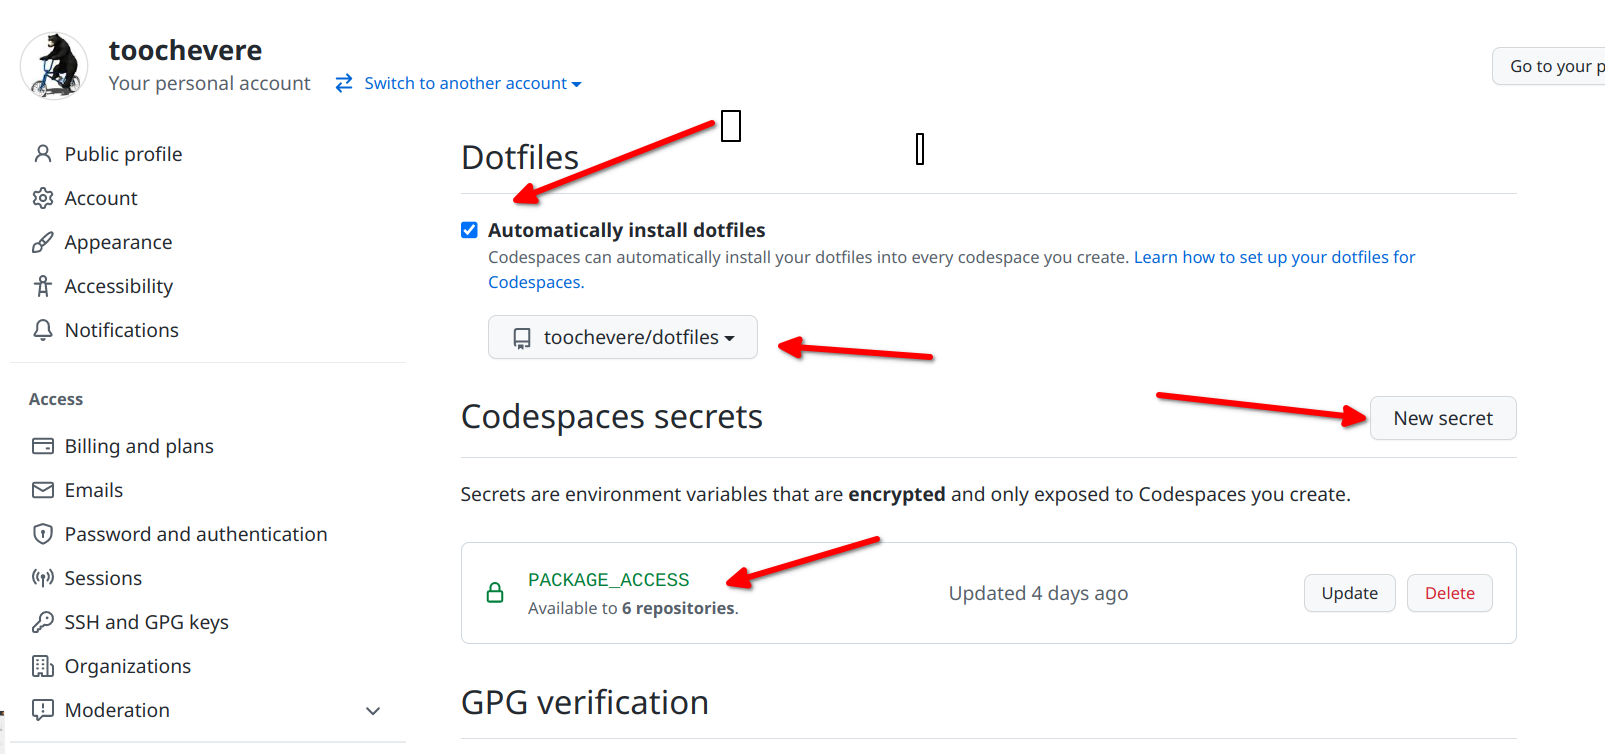 toochevere
Your personal account
Switch to another account
Go to your p
Public profile
Account
Appearance
Accessibility
Notifications
Access
Billing and plans
Emails
Password and authentication
Sessions
SSH and GPG keys
Organizations
Moderation
Dotfiles
Automatically install dotfiles
Codespaces can automatically install your dotfiles into every codespace you create. Learn how to set up your dotfiles for
Codespaces.
toochevere/dotfiles
Codespaces secrets
New secret
Secrets are environment variables that are encrypted and only exposed to Codespaces you create.
PACKAGE_ACCESS
Available to 6 repositories.
Updated 4 days ago
Update
Delete
GPG verification